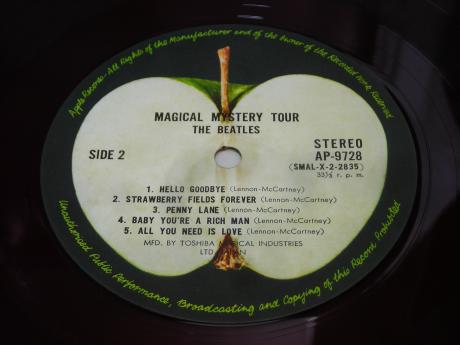 Apple Records - All Rights of the Manufacturer and of the Owner of the Recorded Work Reserved
MAGICAL MYSTERY TOUR
THE BEATLES
SIDE 2
STEREO
AP-9728
(SMAL-X-2-2835)
33⅓ r. p. m.
1. HELLO GOODBYE (Lennon-McCartney)
2. STRAWBERRY FIELDS FOREVER (Lennon-McCartney)
3. PENNY LANE (Lennon-McCartney)
4. BABY YOU'RE A RICH MAN (Lennon-McCartney)
5. ALL YOU NEED IS LOVE (Lennon-McCartney)
MFD. BY TOSHIBA MUSICAL INDUSTRIES
LTD. JAPAN
Unauthorized Public Performance, Broadcasting and Copying of this Record Prohibited